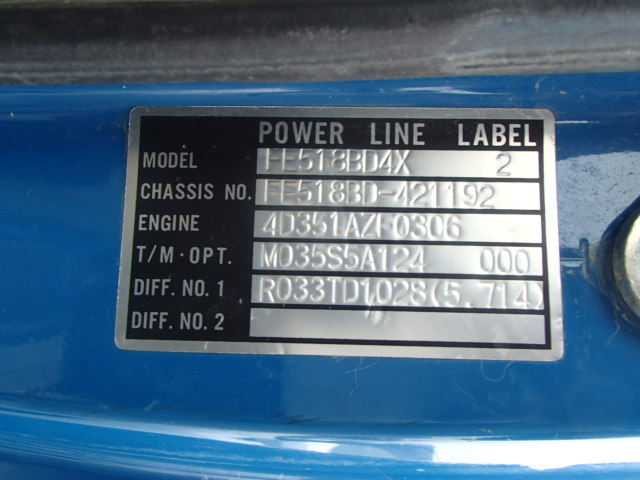 POWER LINE LABEL
MODEL FE518BD4X 2
CHASSIS NO. FE518BD-421192
ENGINE 4D351AZF0306
T/M·OPT. M035S5A124 000
DIFF. NO. 1 R033TD1028(5.714)
DIFF. NO. 2